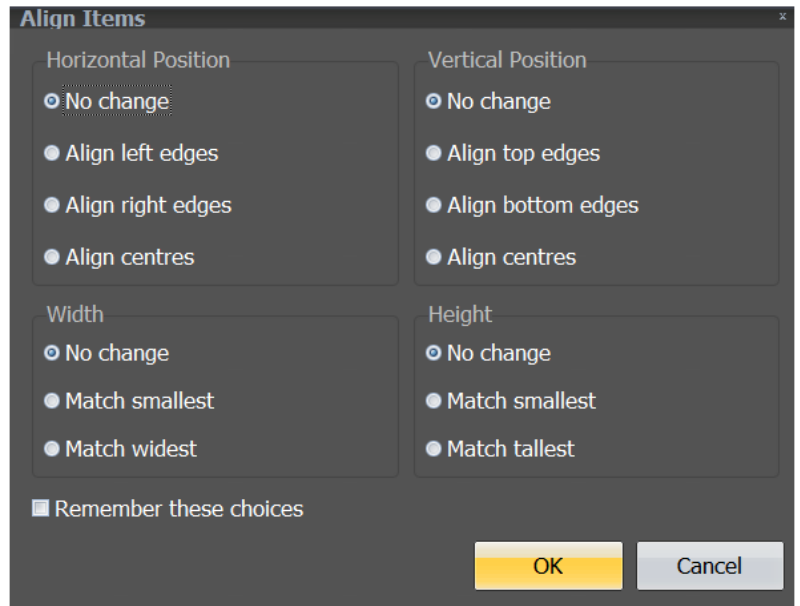 Align Items
x
Horizontal Position
No change
Align left edges
Align right edges
Align centres
Vertical Position
No change
Align top edges
Align bottom edges
Align centres
Width
No change
Match smallest
Match widest
Height
No change
Match smallest
Match tallest
Remember these choices
OK
Cancel